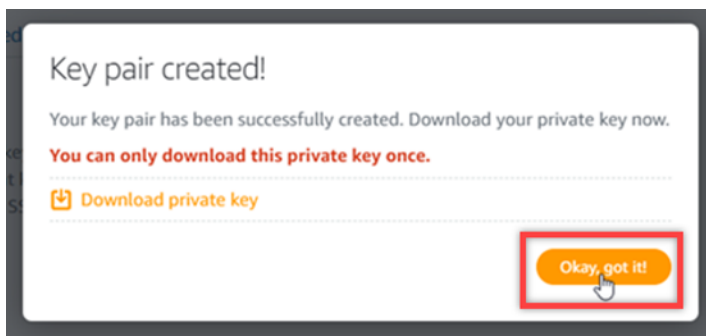 ed
Key pair created!
Your key pair has been successfully created. Download your private key now.
You can only download this private key once.
Download private key
Okay, got it!